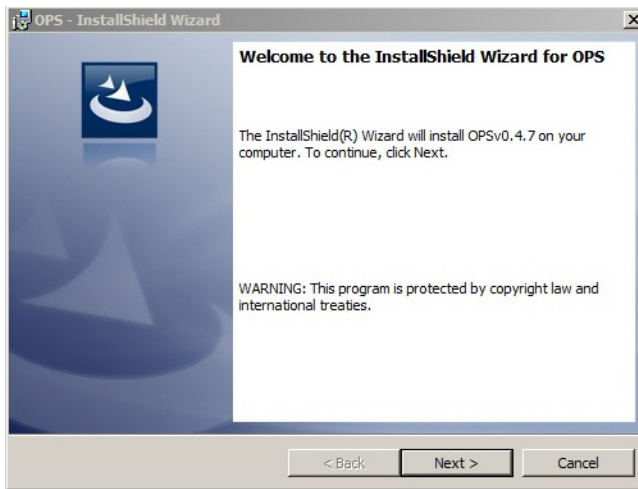 OPS - InstallShield Wizard
Welcome to the InstallShield Wizard for OPS
The InstallShield(R) Wizard will install OPSv0.4.7 on your
computer. To continue, click Next.
WARNING: This program is protected by copyright law and
international treaties.
< Back Next > Cancel